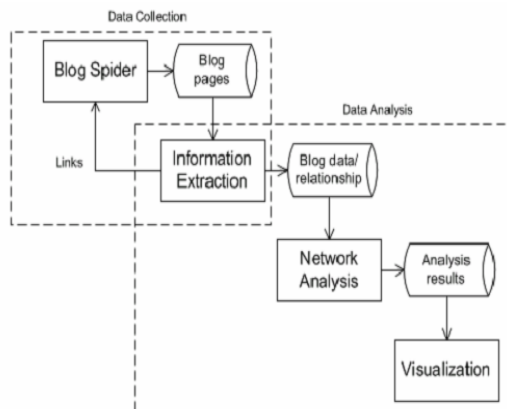 Data Collection
Blog Spider
Blog
pages
Data Analysis
Links
Information
Extraction
Blog data/
relationship
Network
Analysis
Analysis
results
Visualization